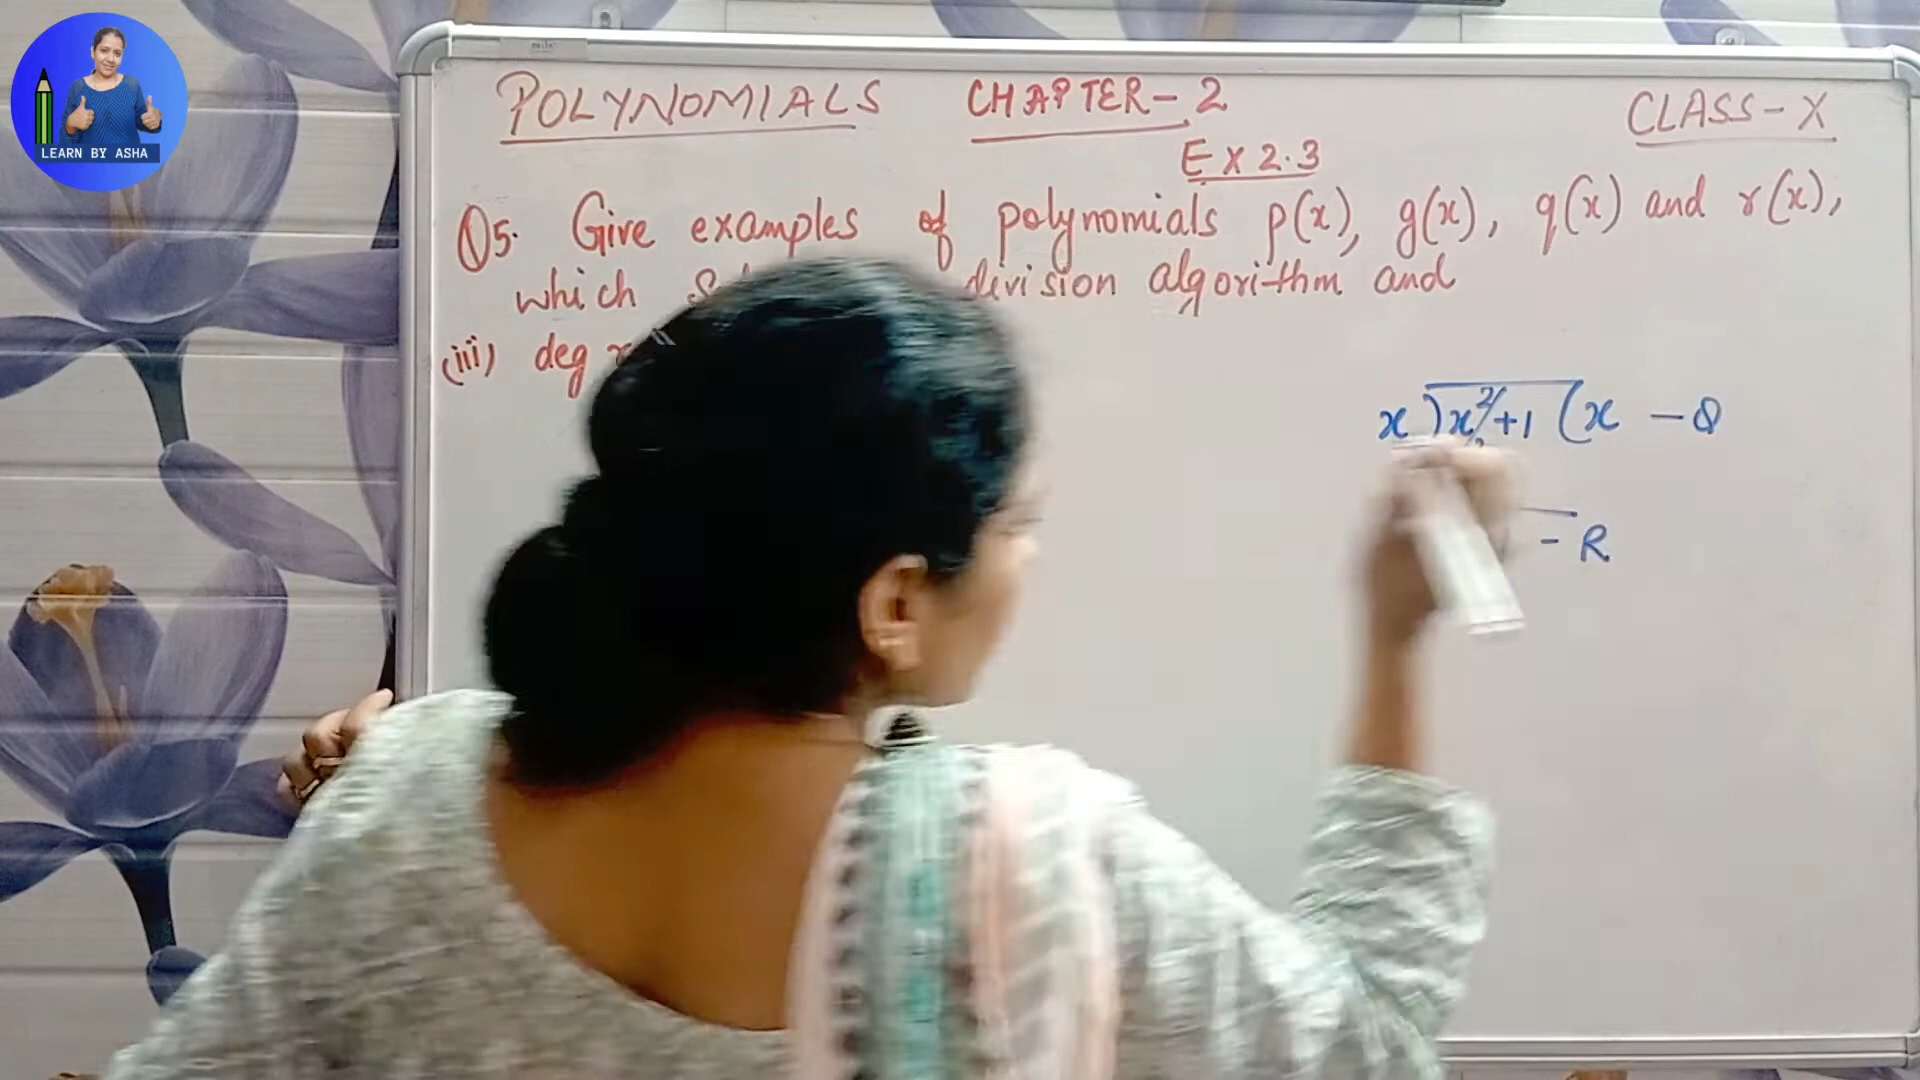 POLYNOMIALS CHAPTER-2 CLASS-X
EX 2.3
Q5. Give examples of polynomials p(x), g(x), q(x) and r(x),
which division algorithm and
(iii) deg
x)x²+1(x - Q
- R
LEARN BY ASHA